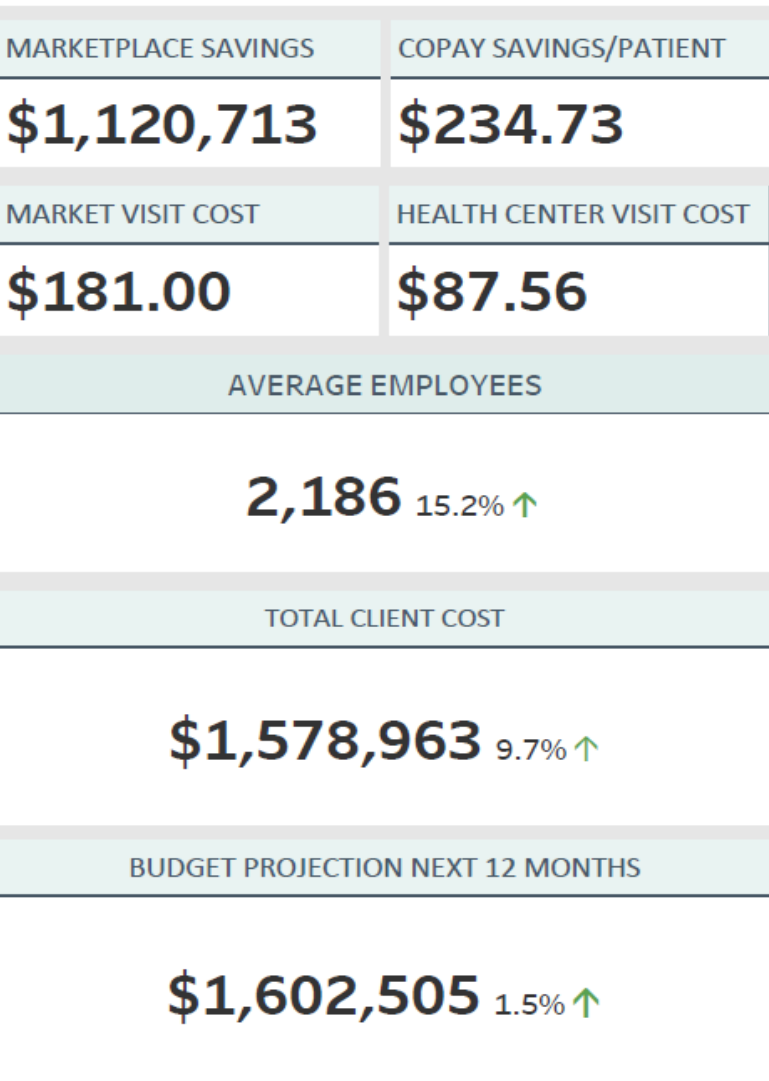 MARKETPLACE SAVINGS
COPAY SAVINGS/PATIENT
$1,120,713
$234.73
MARKET VISIT COST
HEALTH CENTER VISIT COST
$181.00
$87.56
AVERAGE EMPLOYEES
2,186 15.2% ↑
TOTAL CLIENT COST
$1,578,963 9.7% ↑
BUDGET PROJECTION NEXT 12 MONTHS
$1,602,505 1.5% ↑